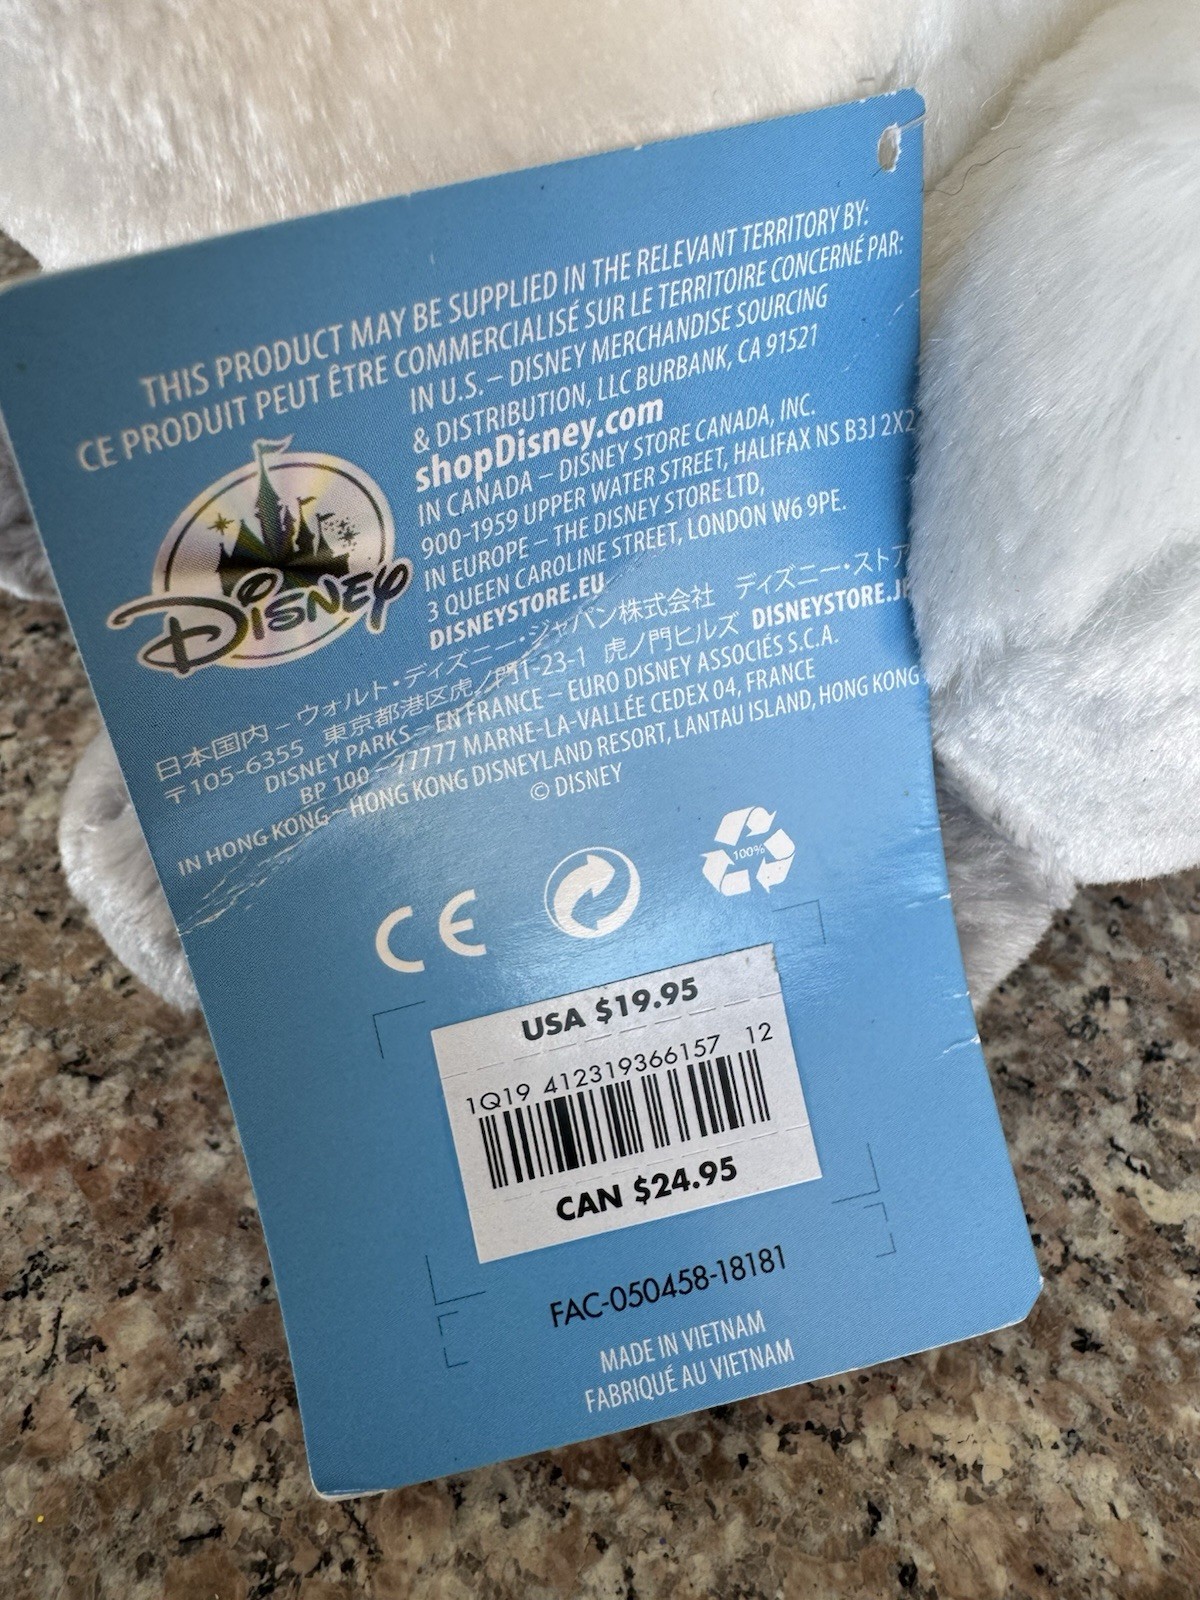 THIS PRODUCT MAY BE SUPPLIED IN THE RELEVANT TERRITORY BY:
CE PRODUIT PEUT ÊTRE COMMERCIALISÉ SUR LE TERRITOIRE CONCERNÉ PAR:
IN U.S. – DISNEY MERCHANDISE SOURCING
& DISTRIBUTION, LLC BURBANK, CA 91521
shopDisney.com
IN CANADA – DISNEY STORE CANADA, INC.
900-1959 UPPER WATER STREET, HALIFAX NS B3J 2X2
IN EUROPE – THE DISNEY STORE LTD,
3 QUEEN CAROLINE STREET, LONDON W6 9PE.
DISNEYSTORE.EU
DISNEY
日本国内 – ウォルト・ディズニー・ジャパン株式会社 ディズニー・ストア
〒105-6355 東京都港区虎ノ門1-23-1 虎ノ門ヒルズ DISNEYSTORE.JP
DISNEY PARKS – EN FRANCE – EURO DISNEY ASSOCIÉS S.C.A.
BP 100 – 77777 MARNE-LA-VALLÉE CEDEX 04, FRANCE
IN HONG KONG – HONG KONG DISNEYLAND RESORT, LANTAU ISLAND, HONG KONG
© DISNEY
CE
100%
USA $19.95
1Q19 412319366157 12
CAN $24.95
FAC-050458-18181
MADE IN VIETNAM
FABRIQUÉ AU VIETNAM